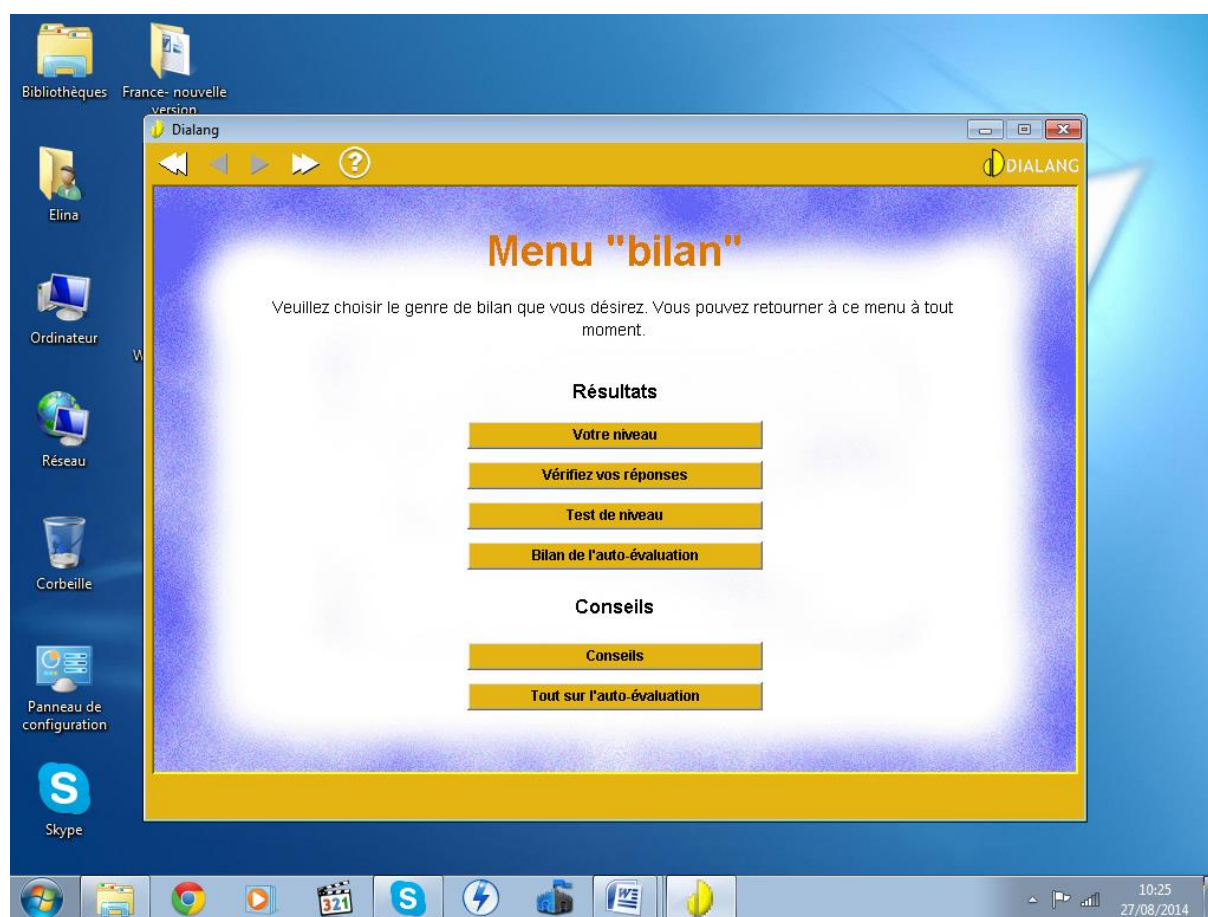 Bibliothèques
France- nouvelle
version
Elina
Ordinateur
W
Réseau
Corbeille
Panneau de
configuration
Skype
Dialang
?
DIALANG
Menu "bilan"
Veuillez choisir le genre de bilan que vous désirez. Vous pouvez retourner à ce menu à tout
moment.
Résultats
Votre niveau
Vérifiez vos réponses
Test de niveau
Bilan de l'auto-évaluation
Conseils
Conseils
Tout sur l'auto-évaluation
321
S
W
10:25
27/08/2014